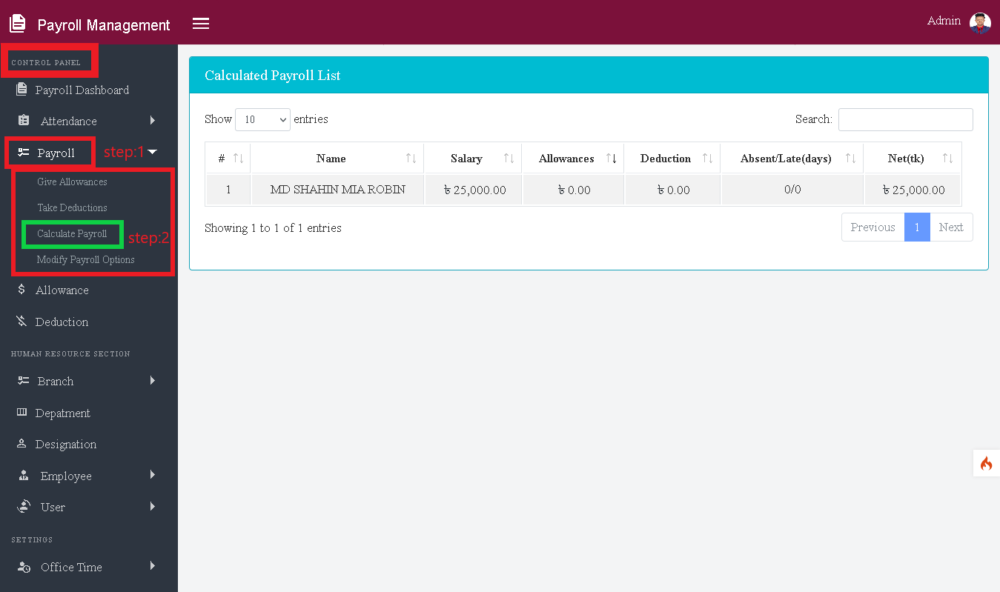 Payroll Management
Admin
CONTROL PANEL
Payroll Dashboard
Attendance
Payroll
step:1
Give Allowances
Take Deductions
Calculate Payroll
step:2
Modify Payroll Options
Allowance
Deduction
HUMAN RESOURCE SECTION
Branch
Depatment
Designation
Employee
User
SETTINGS
Office Time
Calculated Payroll List
Show 10 entries
Search:
# Name Salary Allowances Deduction Absent/Late(days) Net(tk)
1 MD SHAHIN MIA ROBIN ৳ 25,000.00 ৳ 0.00 ৳ 0.00 0/0 ৳ 25,000.00
Showing 1 to 1 of 1 entries
Previous 1 Next